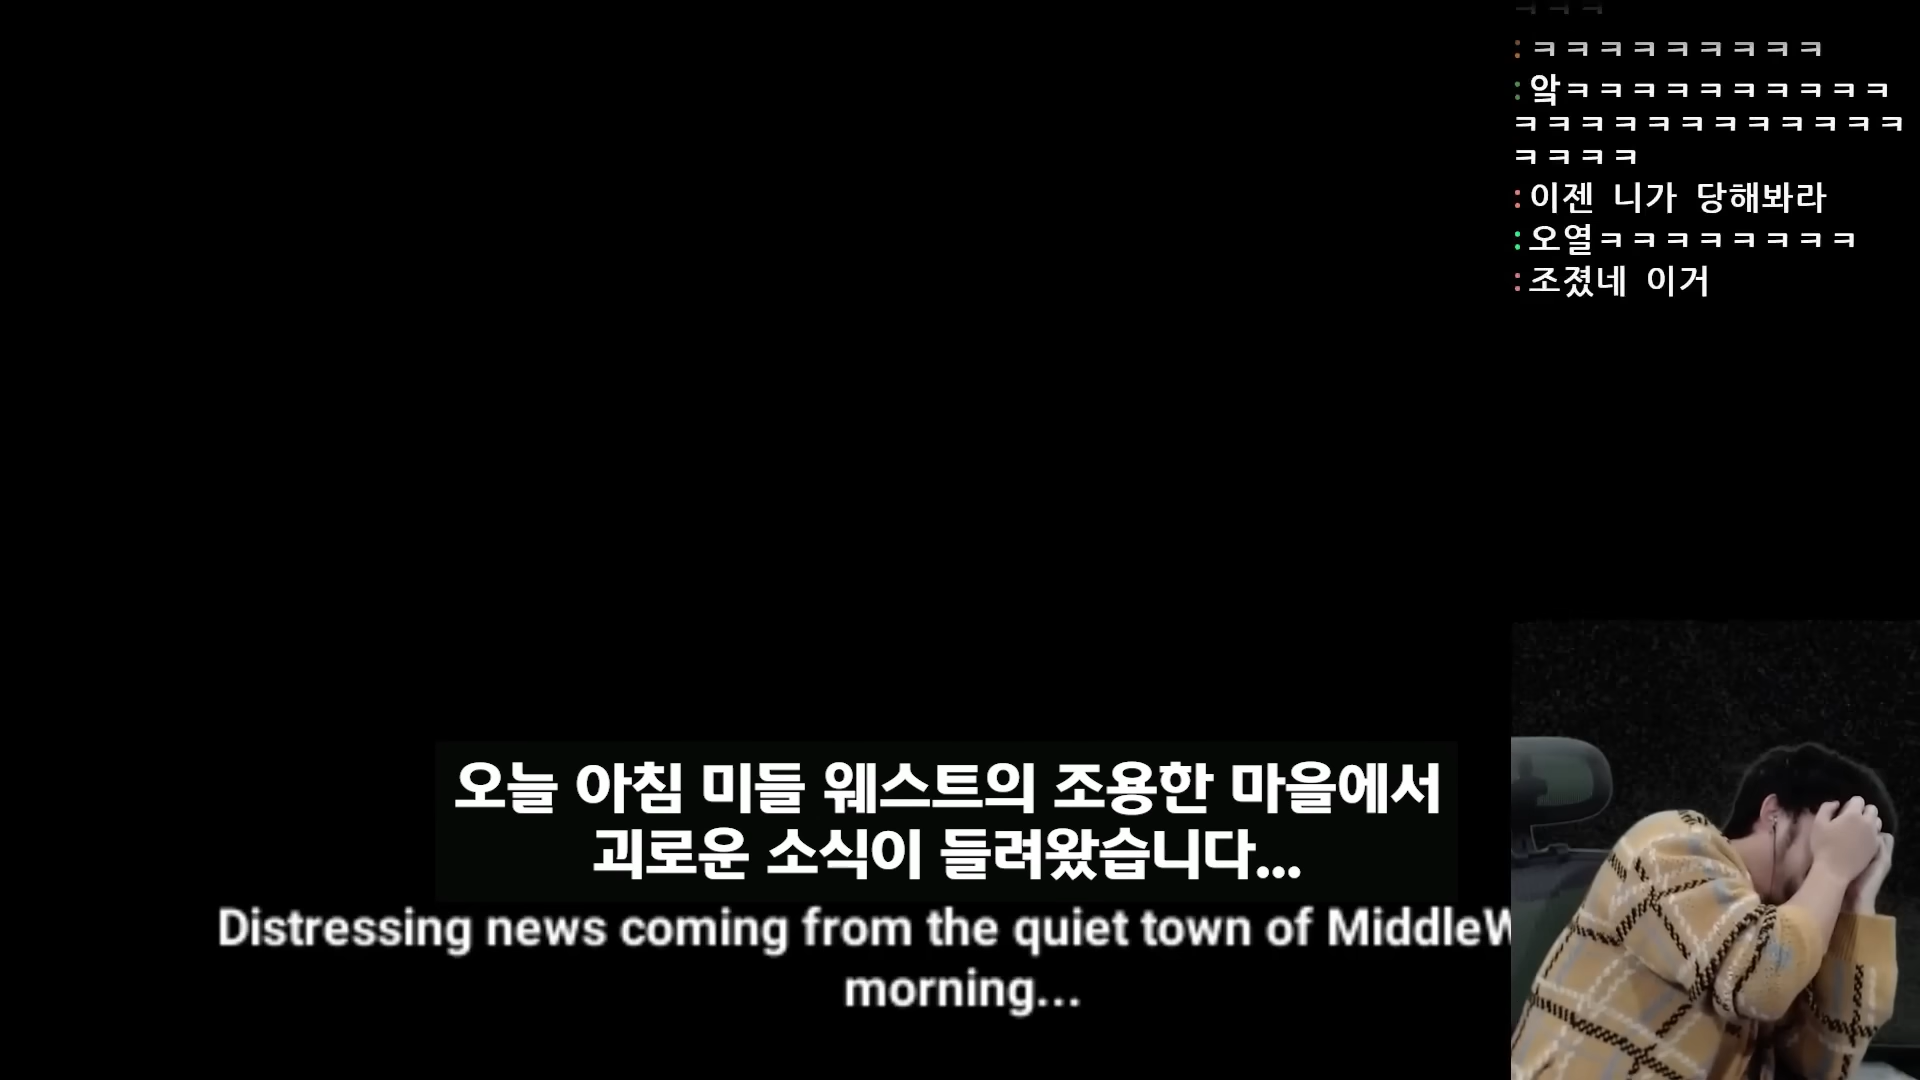 ㅋㅋㅋ
:ㅋㅋㅋㅋㅋㅋㅋㅋㅋ
:앜ㅋㅋㅋㅋㅋㅋㅋㅋㅋㅋ
ㅋㅋㅋㅋㅋㅋㅋㅋㅋㅋㅋㅋ
ㅋㅋㅋㅋ
:이젠 니가 당해봐라
:오열ㅋㅋㅋㅋㅋㅋㅋㅋ
:조졌네 이거
오늘 아침 미들 웨스트의 조용한 마을에서
괴로운 소식이 들려왔습니다...
Distressing news coming from the quiet town of MiddleW
morning...